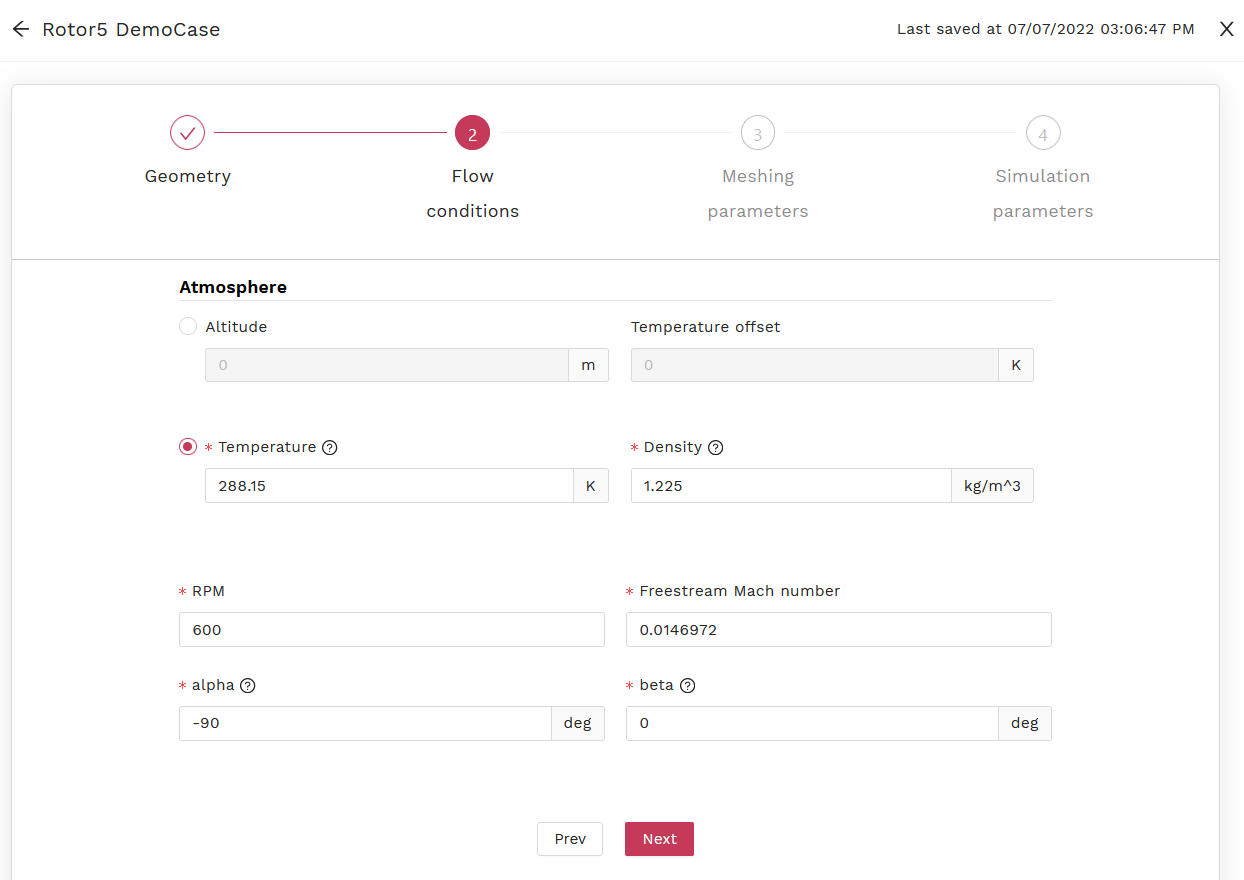 Rotor5 DemoCase
Last saved at 07/07/2022 03:06:47 PM
X
2
3
4
Geometry
Flow
conditions
Meshing
parameters
Simulation
parameters
Atmosphere
Altitude
Temperature offset
0
m
0
K
* Temperature ?
* Density ?
288.15
K
1.225
kg/m^3
* RPM
* Freestream Mach number
600
0.0146972
* alpha ?
* beta ?
-90
deg
0
deg
Prev
Next